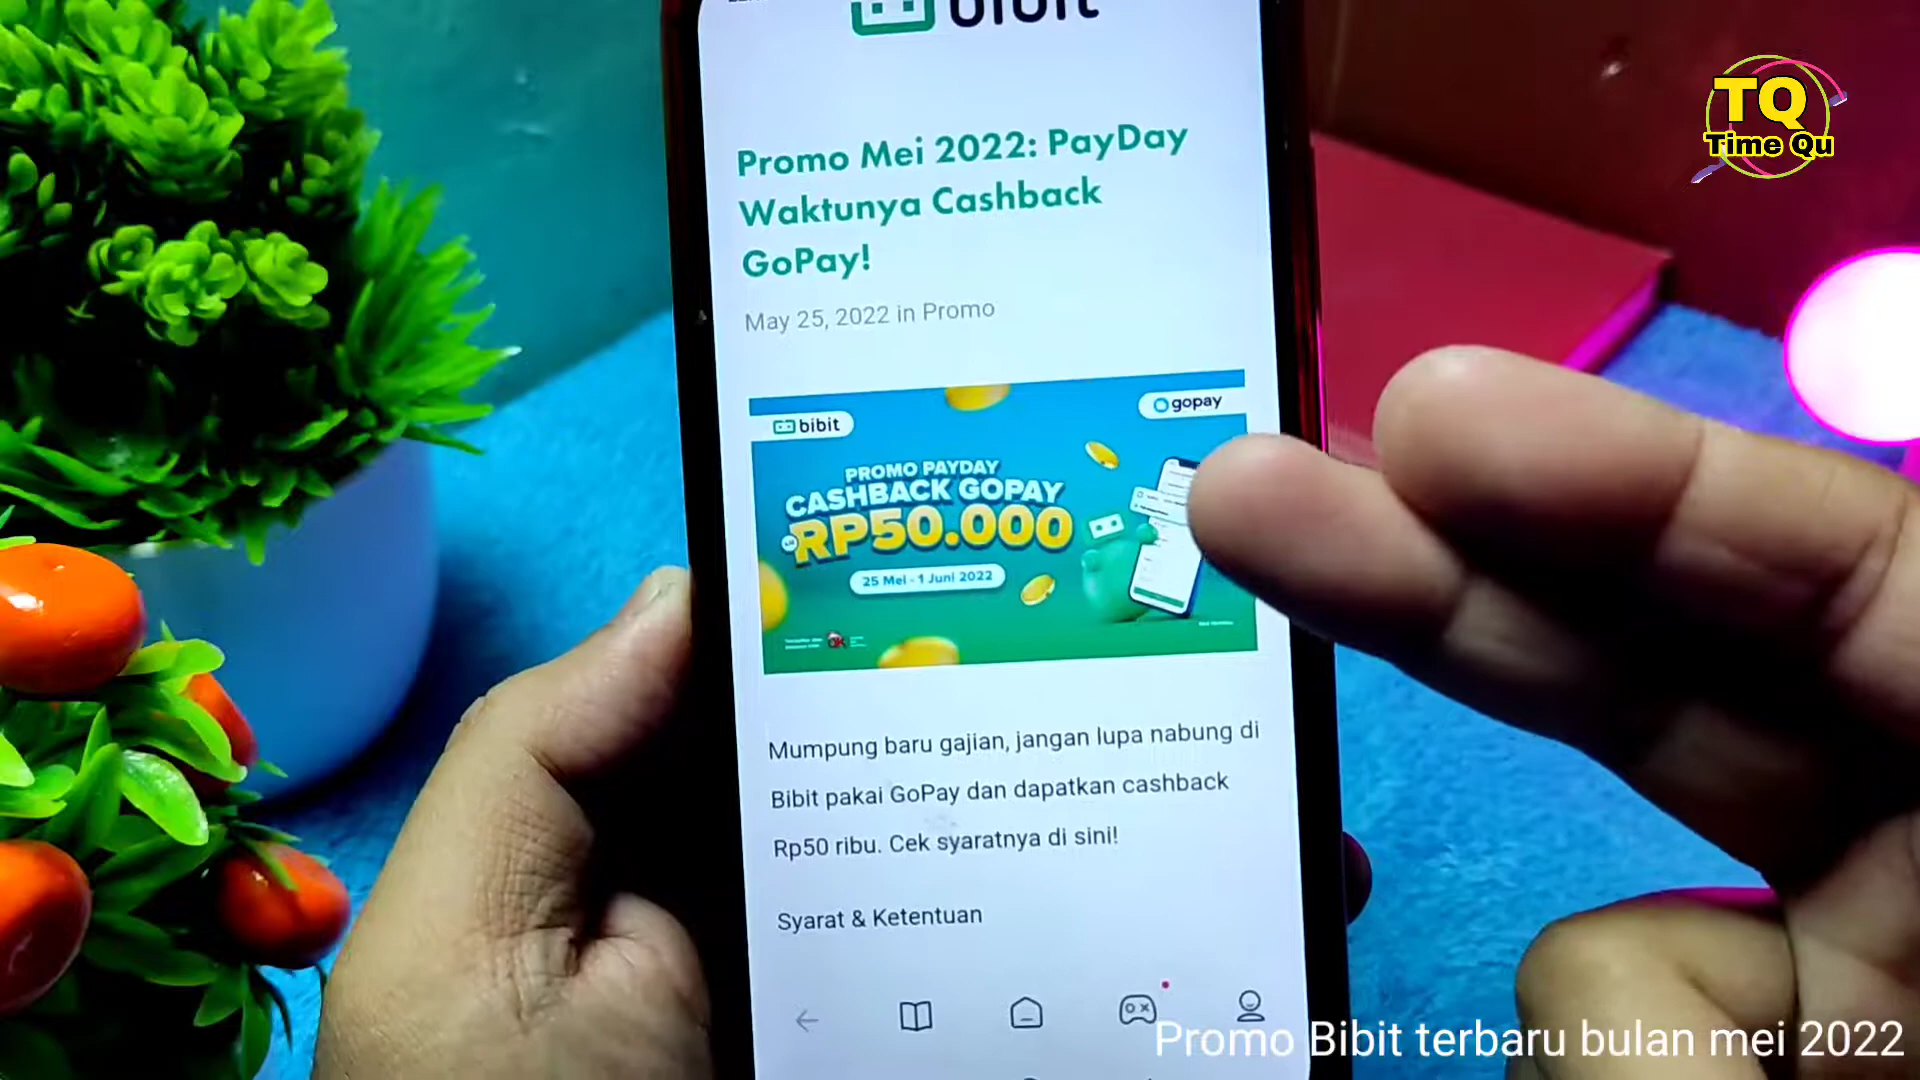 bibit
TQ
Time Qu
Promo Mei 2022: PayDay
Waktunya Cashback
GoPay!
May 25, 2022 in Promo
bibit
gopay
PROMO PAYDAY
CASHBACK GOPAY
RP50.000
25 Mei - 1 Juni 2022
Mumpung baru gajian, jangan lupa nabung di
Bibit pakai GoPay dan dapatkan cashback
Rp50 ribu. Cek syaratnya di sini!
Syarat & Ketentuan
Promo Bibit terbaru bulan mei 2022